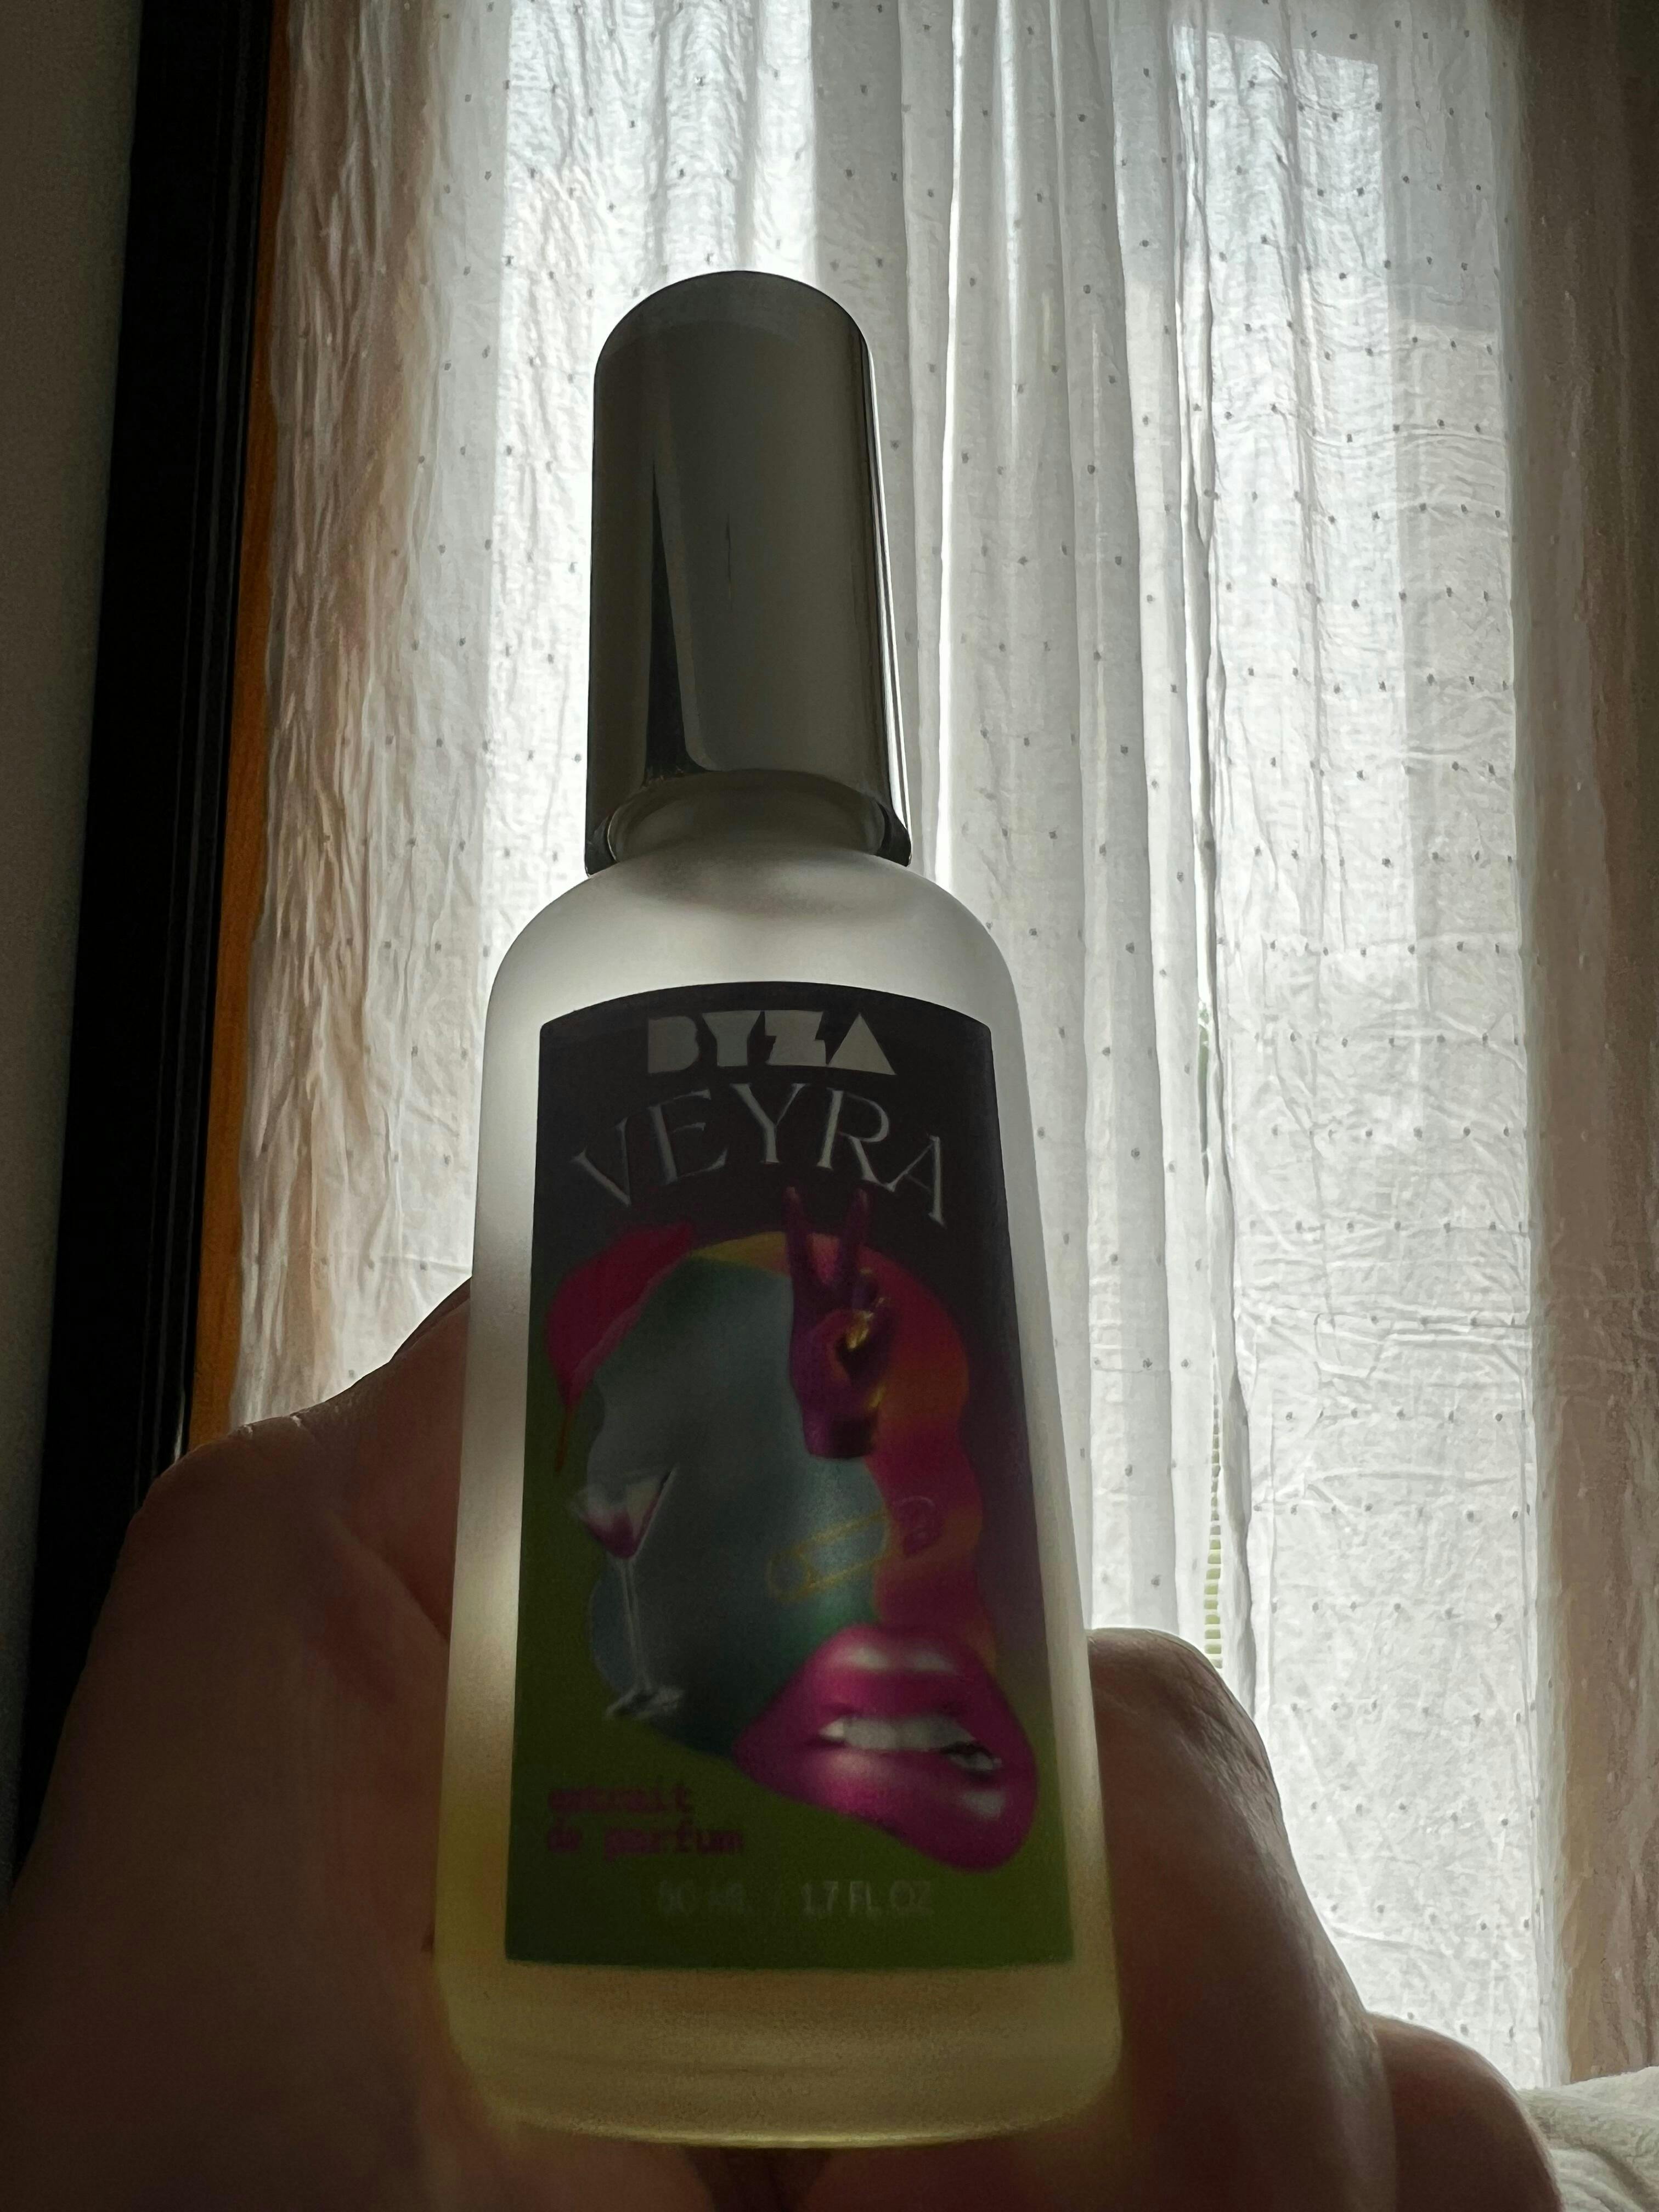 BYZA
VEYRA
extrait
de parfum
50 ML / 1.7 FL OZ